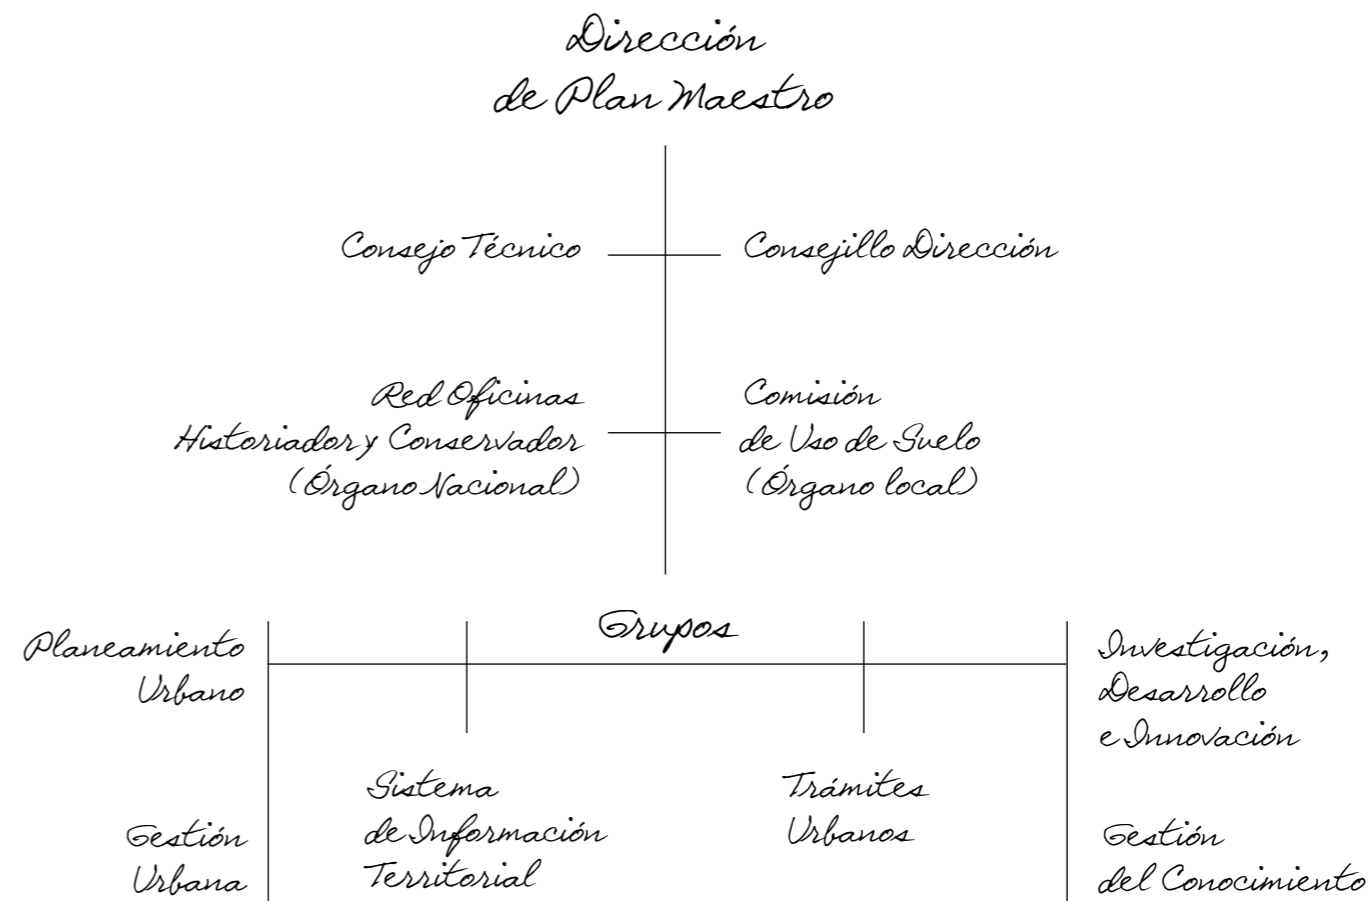 Dirección
de Plan Maestro
Consejo Técnico
Consejillo Dirección
Red Oficinas
Historiador y Conservador
(Órgano Nacional)
Comisión
de Uso de Suelo
(Órgano local)
Grupos
Planeamiento
Urbano
Investigación,
Desarrollo
e Innovación
Sistema
de Información
Territorial
Trámites
Urbanos
Gestión
Urbana
Gestión
del Conocimiento